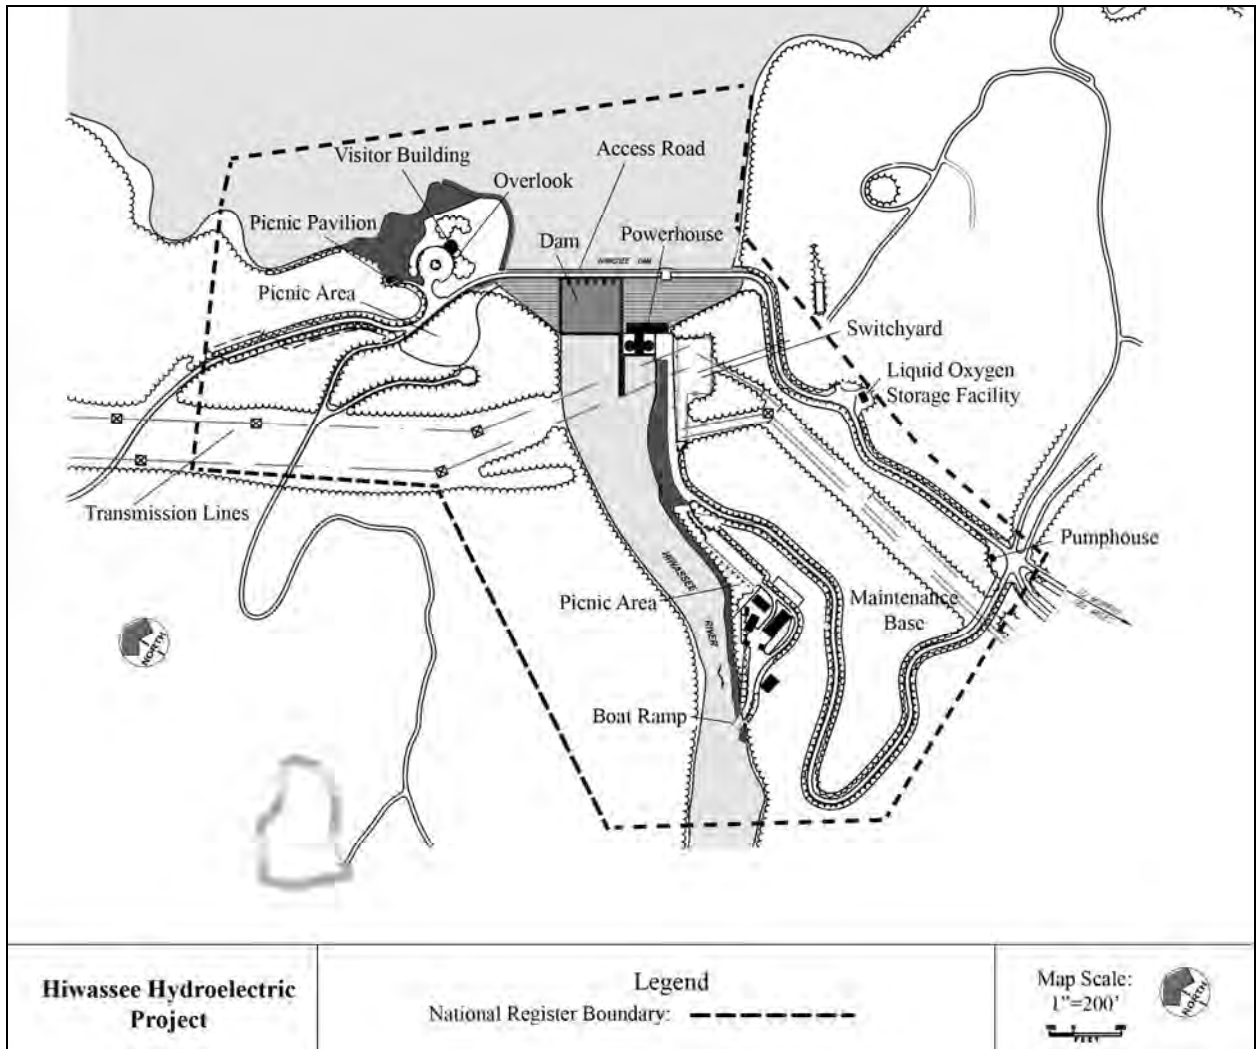 Visitor Building
Access Road
Overlook
Picnic Pavilion
Dam
Powerhouse
HIWASSEE DAM
Picnic Area
Switchyard
Liquid Oxygen
Storage Facility
Transmission Lines
Pumphouse
HIWASSEE
RIVER
Picnic Area
Maintenance
Base
NORTH
Boat Ramp
Hiwassee Hydroelectric
Project
Legend
National Register Boundary:
Map Scale:
1"=200'
FEET
NORTH